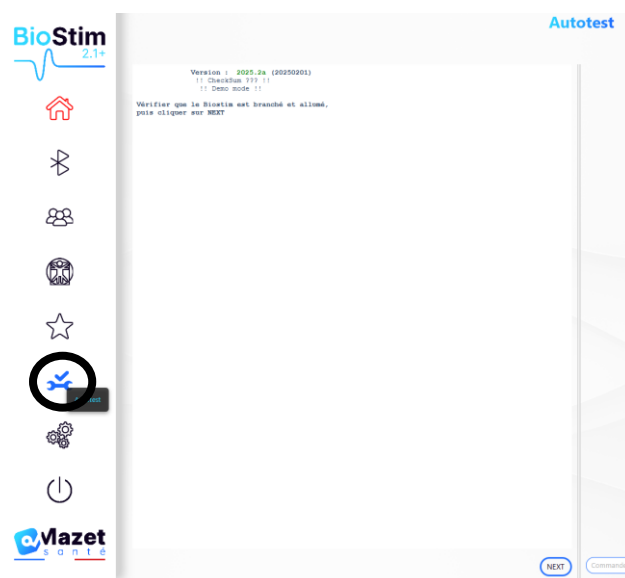 BioStim
2.1+
Autotest
Version : 2025.2a (20250201)
!! CheckSum ??? !!
!! Demo mode !!
Vérifier que le Biostim est branché et allumé,
puis cliquer sur NEXT
Mazet
santé
NEXT